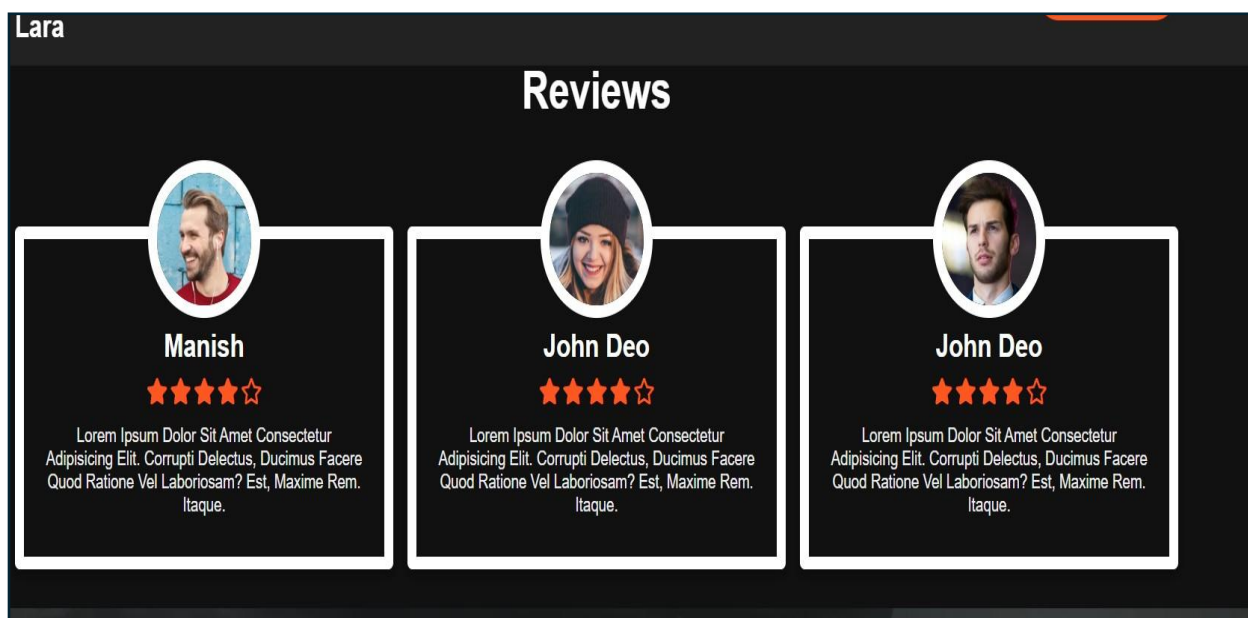 Lara
Reviews
Manish
Lorem Ipsum Dolor Sit Amet Consectetur
Adipisicing Elit. Corrupti Delectus, Ducimus Facere
Quod Ratione Vel Laboriosam? Est, Maxime Rem.
Itaque.
John Deo
Lorem Ipsum Dolor Sit Amet Consectetur
Adipisicing Elit. Corrupti Delectus, Ducimus Facere
Quod Ratione Vel Laboriosam? Est, Maxime Rem.
Itaque.
John Deo
Lorem Ipsum Dolor Sit Amet Consectetur
Adipisicing Elit. Corrupti Delectus, Ducimus Facere
Quod Ratione Vel Laboriosam? Est, Maxime Rem.
Itaque.